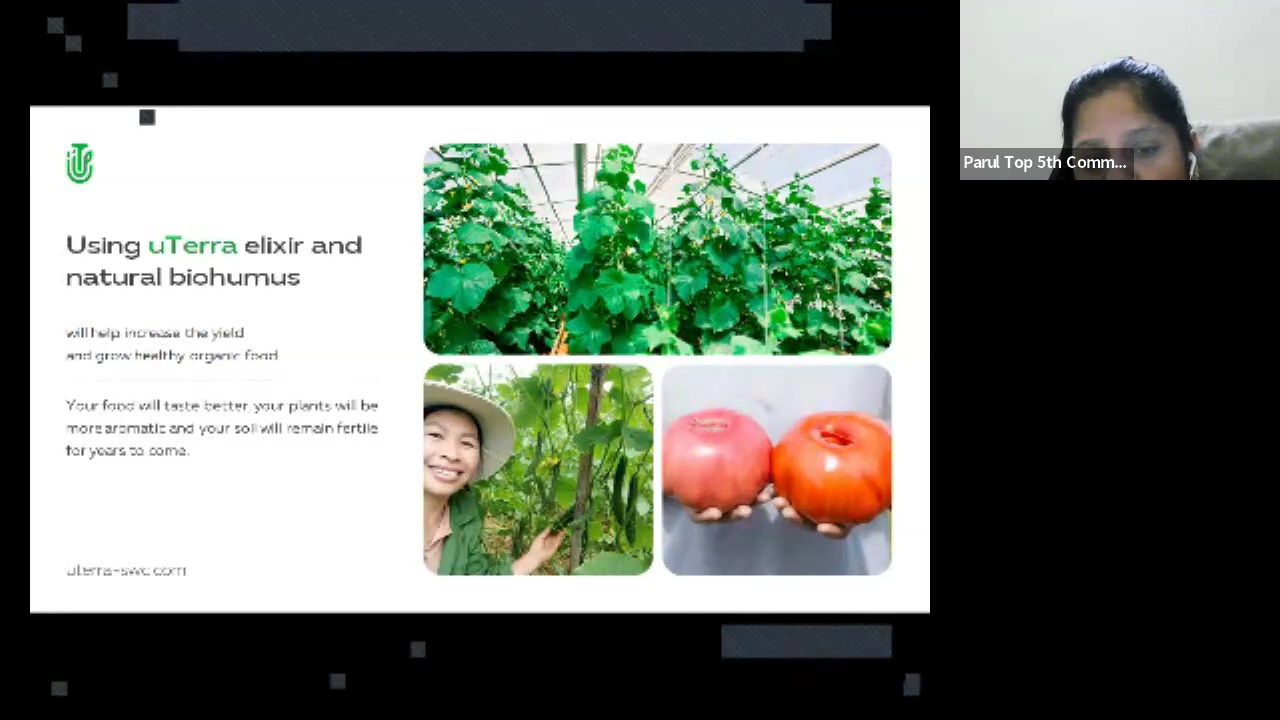 Using uTerra elixir and
natural biohumus
will help increase the yield
and grow healthy organic food
Your food will taste better, your plants will be
more aromatic and your soil will remain fertile
for years to come.
uterra-swc.com
Parul Top 5th Comm...